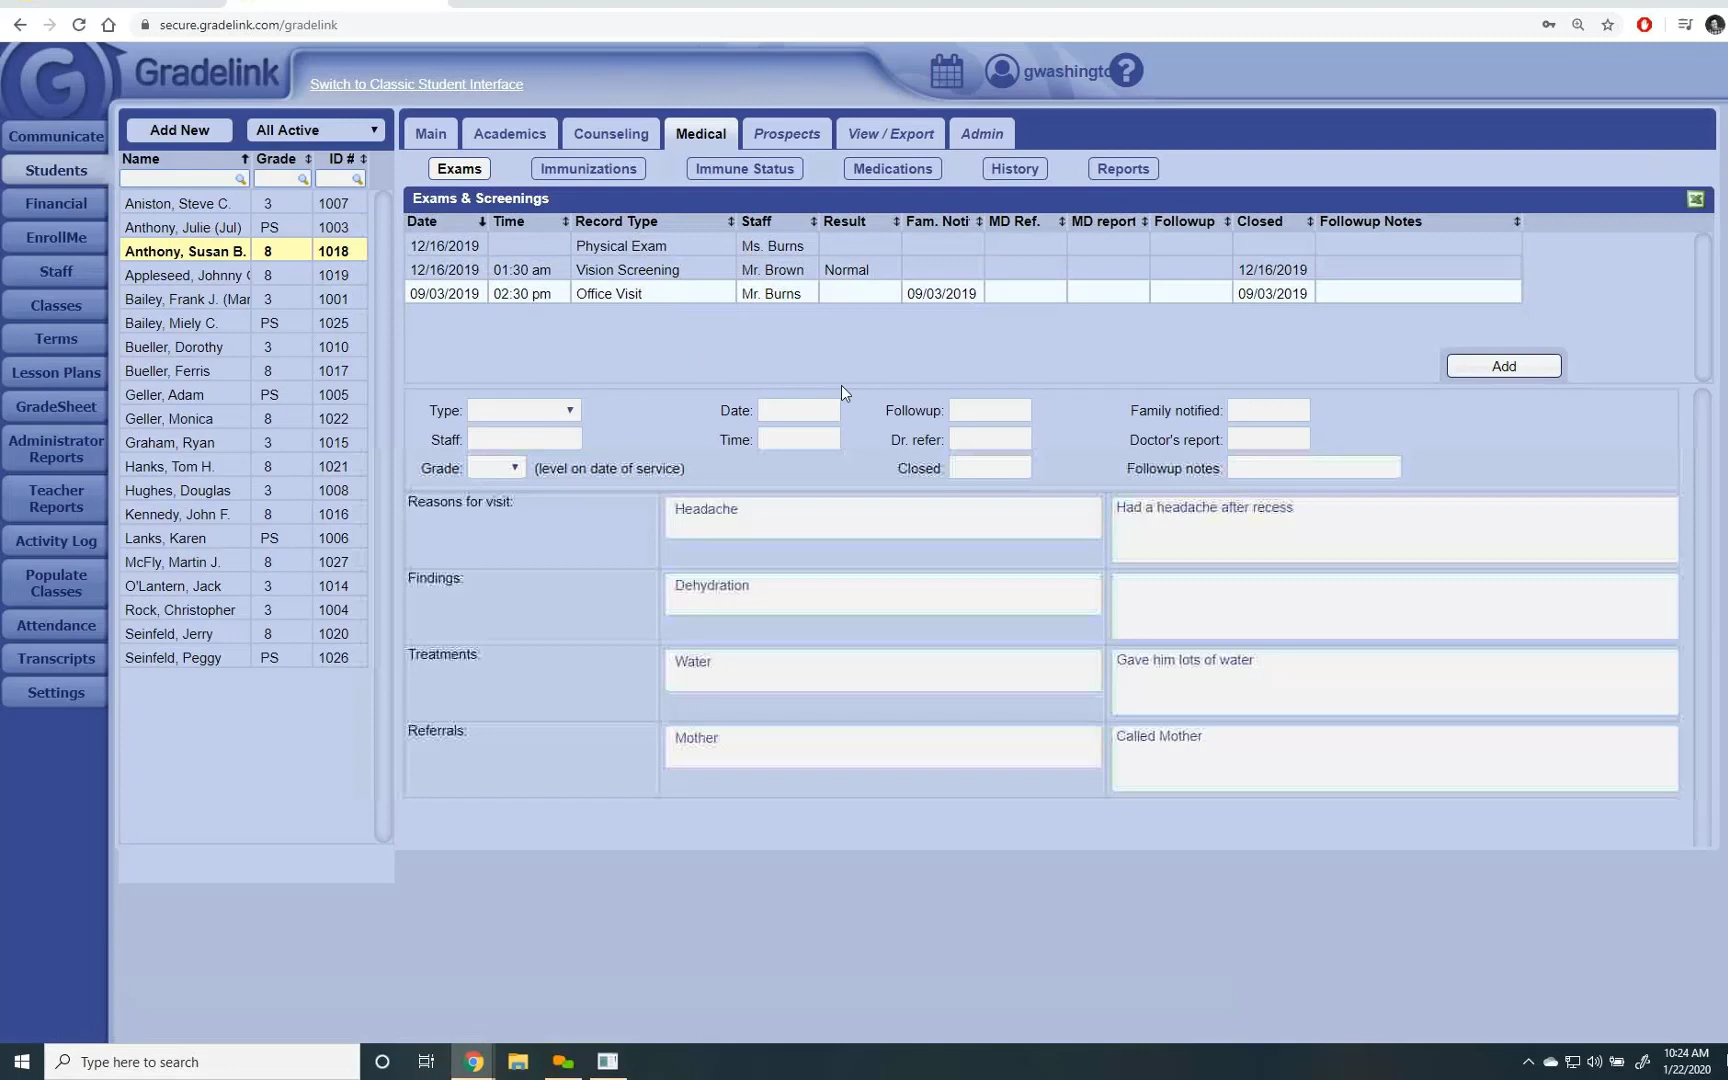 secure.gradelink.com/gradelink
G Gradelink
Switch to Classic Student Interface
gwashingto ?
Communicate
Students
Financial
EnrollMe
Staff
Classes
Terms
Lesson Plans
GradeSheet
Administrator
Reports
Teacher
Reports
Activity Log
Populate
Classes
Attendance
Transcripts
Settings
Add New All Active
Name Grade ID #
Aniston, Steve C. 3 1007
Anthony, Julie (Jul) PS 1003
Anthony, Susan B. 8 1018
Appleseed, Johnny ( 8 1019
Bailey, Frank J. (Mar 3 1001
Bailey, Miely C. PS 1025
Bueller, Dorothy 3 1010
Bueller, Ferris 8 1017
Geller, Adam PS 1005
Geller, Monica 8 1022
Graham, Ryan 3 1015
Hanks, Tom H. 8 1021
Hughes, Douglas 3 1008
Kennedy, John F. 8 1016
Lanks, Karen PS 1006
McFly, Martin J. 8 1027
O'Lantern, Jack 3 1014
Rock, Christopher 3 1004
Seinfeld, Jerry 8 1020
Seinfeld, Peggy PS 1026
Main Academics Counseling Medical Prospects View / Export Admin
Exams Immunizations Immune Status Medications History Reports
Exams & Screenings
Date Time Record Type Staff Result Fam. Noti MD Ref. MD report Followup Closed Followup Notes
12/16/2019 Physical Exam Ms. Burns
12/16/2019 01:30 am Vision Screening Mr. Brown Normal 12/16/2019
09/03/2019 02:30 pm Office Visit Mr. Burns 09/03/2019 09/03/2019
Add
Type: Date: Followup: Family notified:
Staff: Time: Dr. refer: Doctor's report:
Grade: (level on date of service) Closed: Followup notes:
Reasons for visit: Headache Had a headache after recess
Findings: Dehydration
Treatments: Water Gave him lots of water
Referrals: Mother Called Mother
Type here to search
10:24 AM
1/22/2020